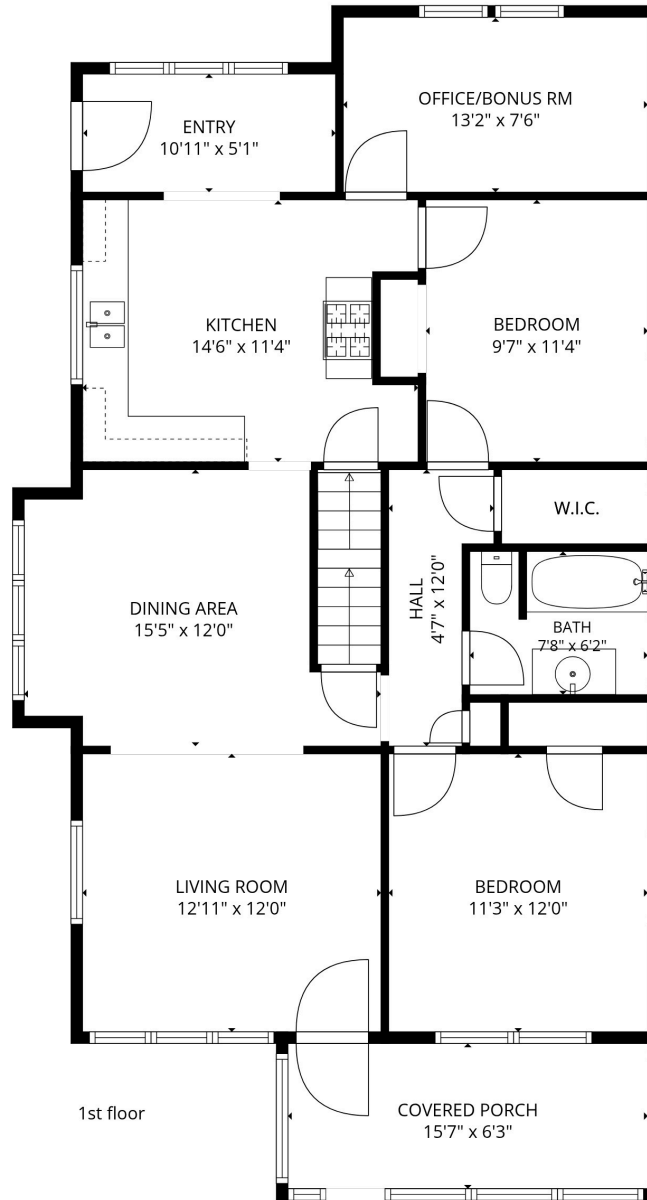 OFFICE/BONUS RM
13'2" x 7'6"
ENTRY
10'11" x 5'1"
KITCHEN
14'6" x 11'4"
BEDROOM
9'7" x 11'4"
W.I.C.
HALL
4'7" x 12'0"
DINING AREA
15'5" x 12'0"
BATH
7'8" x 6'2"
LIVING ROOM
12'11" x 12'0"
BEDROOM
11'3" x 12'0"
COVERED PORCH
15'7" x 6'3"
1st floor